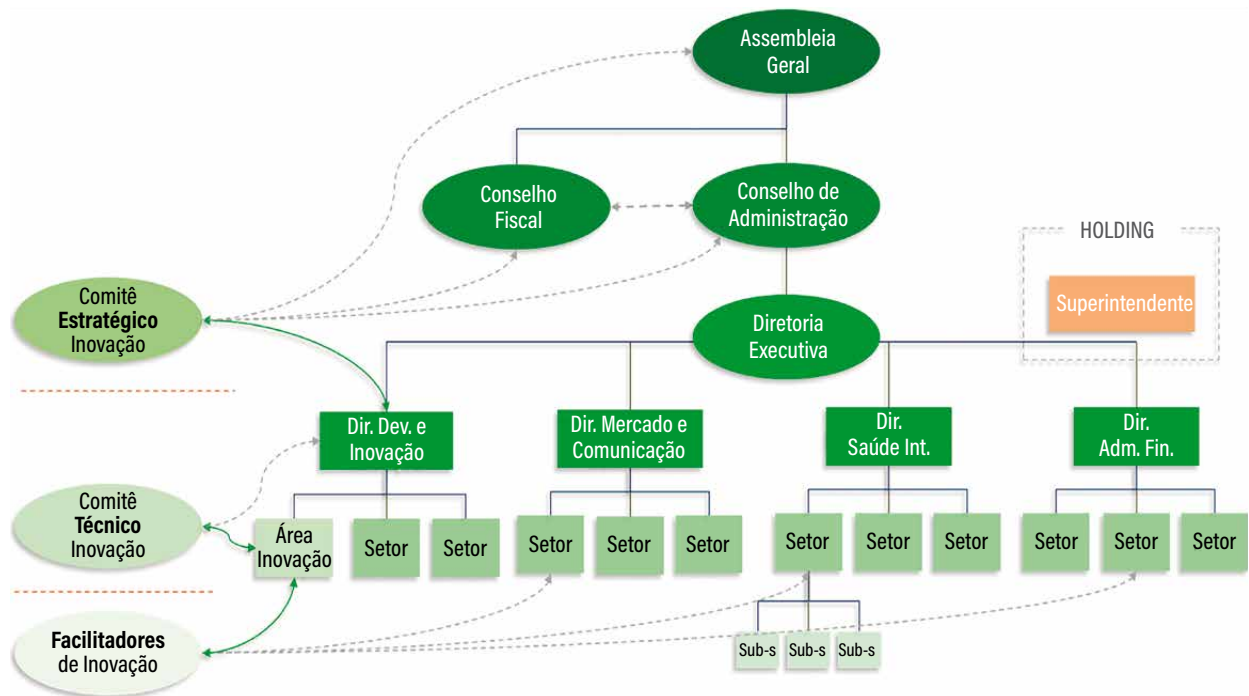 Assembleia
Geral
Conselho
Fiscal
Conselho de
Administração
HOLDING
Superintendente
Comitê
Estratégico
Inovação
Diretoria
Executiva
Dir. Dev. e
Inovação
Dir. Mercado e
Comunicação
Dir.
Saúde Int.
Dir.
Adm. Fin.
Comitê
Técnico
Inovação
Área
Inovação
Setor
Setor
Setor
Setor
Setor
Setor
Setor
Setor
Setor
Setor
Setor
Facilitadores
de Inovação
Sub-s
Sub-s
Sub-s